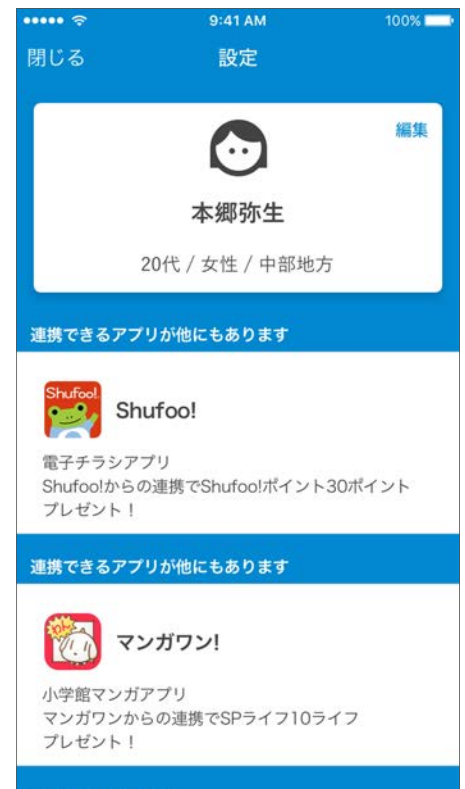 9:41 AM
100%
閉じる
設定
編集
本郷弥生
20代 / 女性 / 中部地方
連携できるアプリが他にもあります
Shufoo!
Shufoo!
電子チラシアプリ
Shufoo!からの連携でShufoo!ポイント30ポイント
プレゼント！
連携できるアプリが他にもあります
マンガワン!
小学館マンガアプリ
マンガワンからの連携でSPライフ10ライフ
プレゼント！